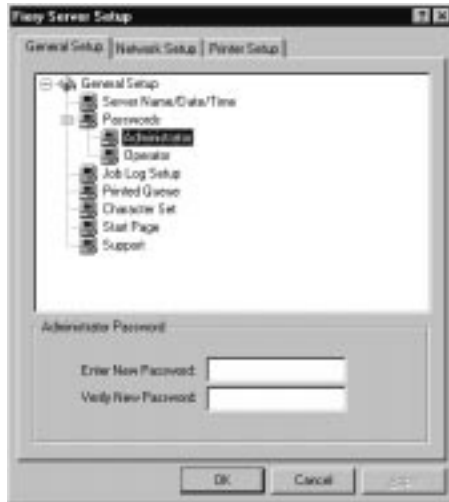 Fiery Server Setup
General Setup Network Setup Printer Setup
General Setup
Server Name/Date/Time
Passwords
Administrator
Operator
Job Log Setup
Printed Queue
Character Set
Start Page
Support
Administrator Password
Enter New Password:
Verify New Password:
OK Cancel